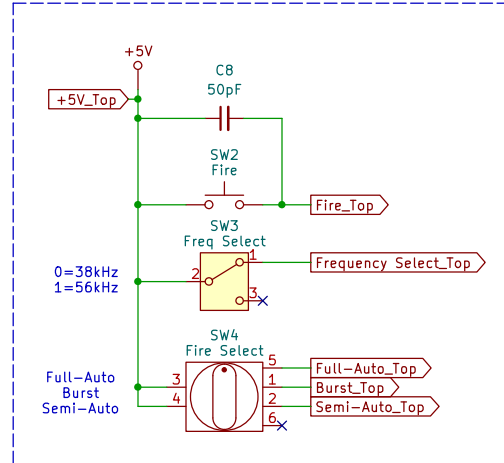 +5V
+5V_Top
C8
50pF
SW2
Fire
Fire_Top
SW3
Freq Select
1
Frequency Select_Top
0=38kHz
1=56kHz
2
3
SW4
Fire Select
Full-Auto
Burst
Semi-Auto
3
4
5
1
2
6
Full-Auto_Top
Burst_Top
Semi-Auto_Top